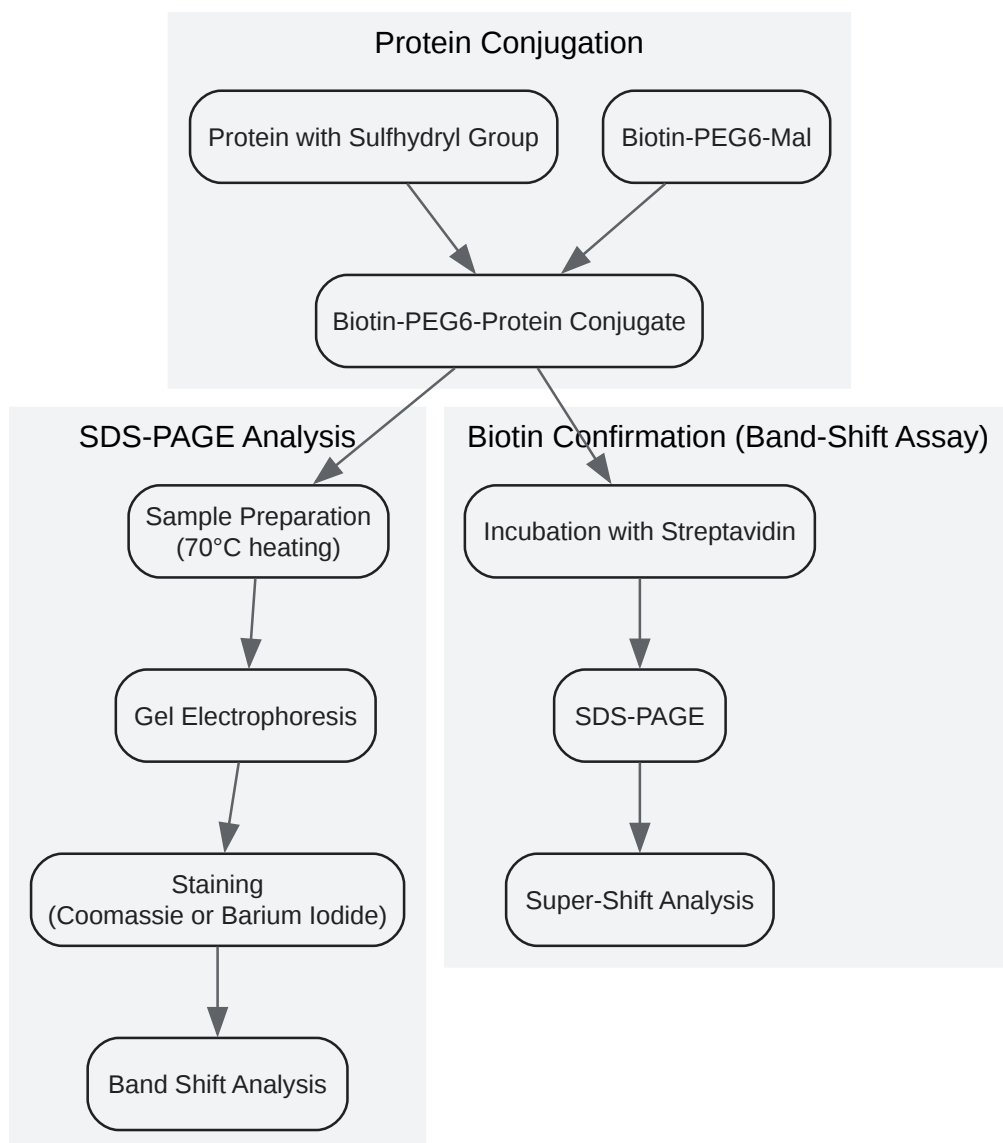 Protein Conjugation
Protein with Sulfhydryl Group
Biotin-PEG6-Mal
Biotin-PEG6-Protein Conjugate
SDS-PAGE Analysis
Sample Preparation
(70°C heating)
Gel Electrophoresis
Staining
(Coomassie or Barium Iodide)
Band Shift Analysis
Biotin Confirmation (Band-Shift Assay)
Incubation with Streptavidin
SDS-PAGE
Super-Shift Analysis